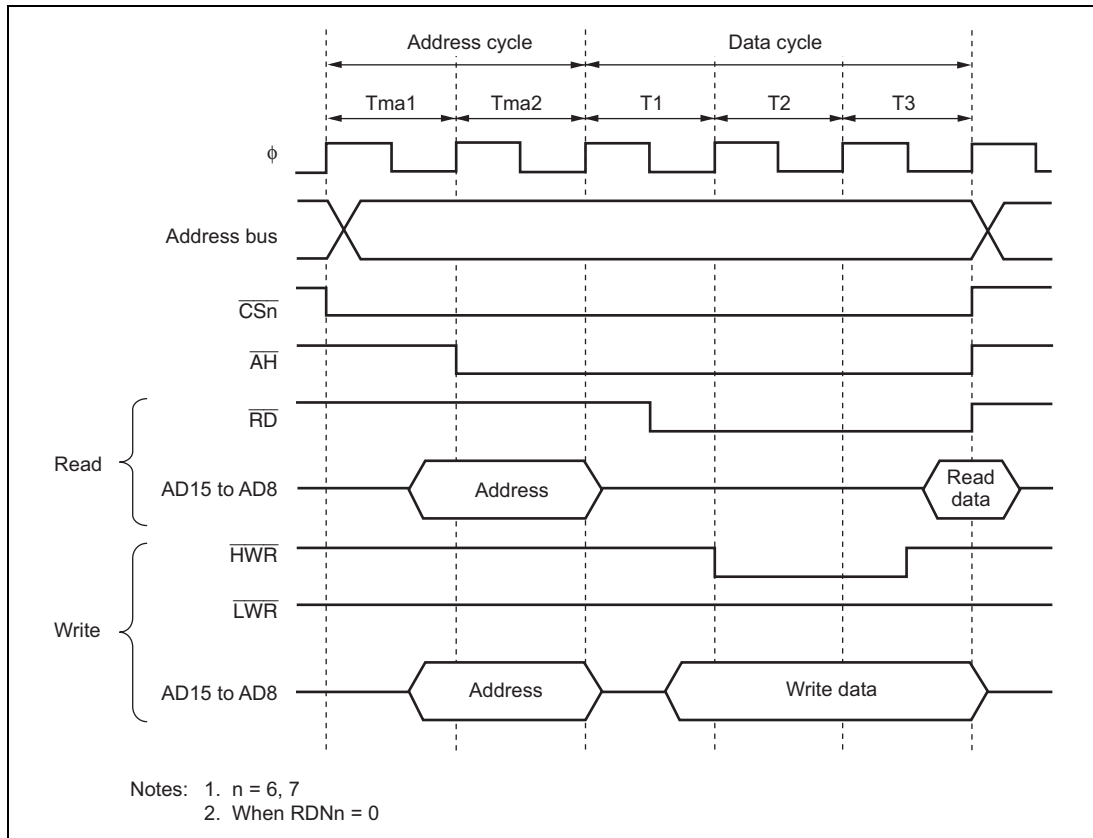 Address cycle Data cycle
Tma1 Tma2 T1 T2 T3
ϕ
Address bus
CSn
AH
RD
Read
AD15 to AD8 Address Read data
HWR
LWR
Write
AD15 to AD8 Address Write data
Notes: 1. n = 6, 7
2. When RDNn = 0